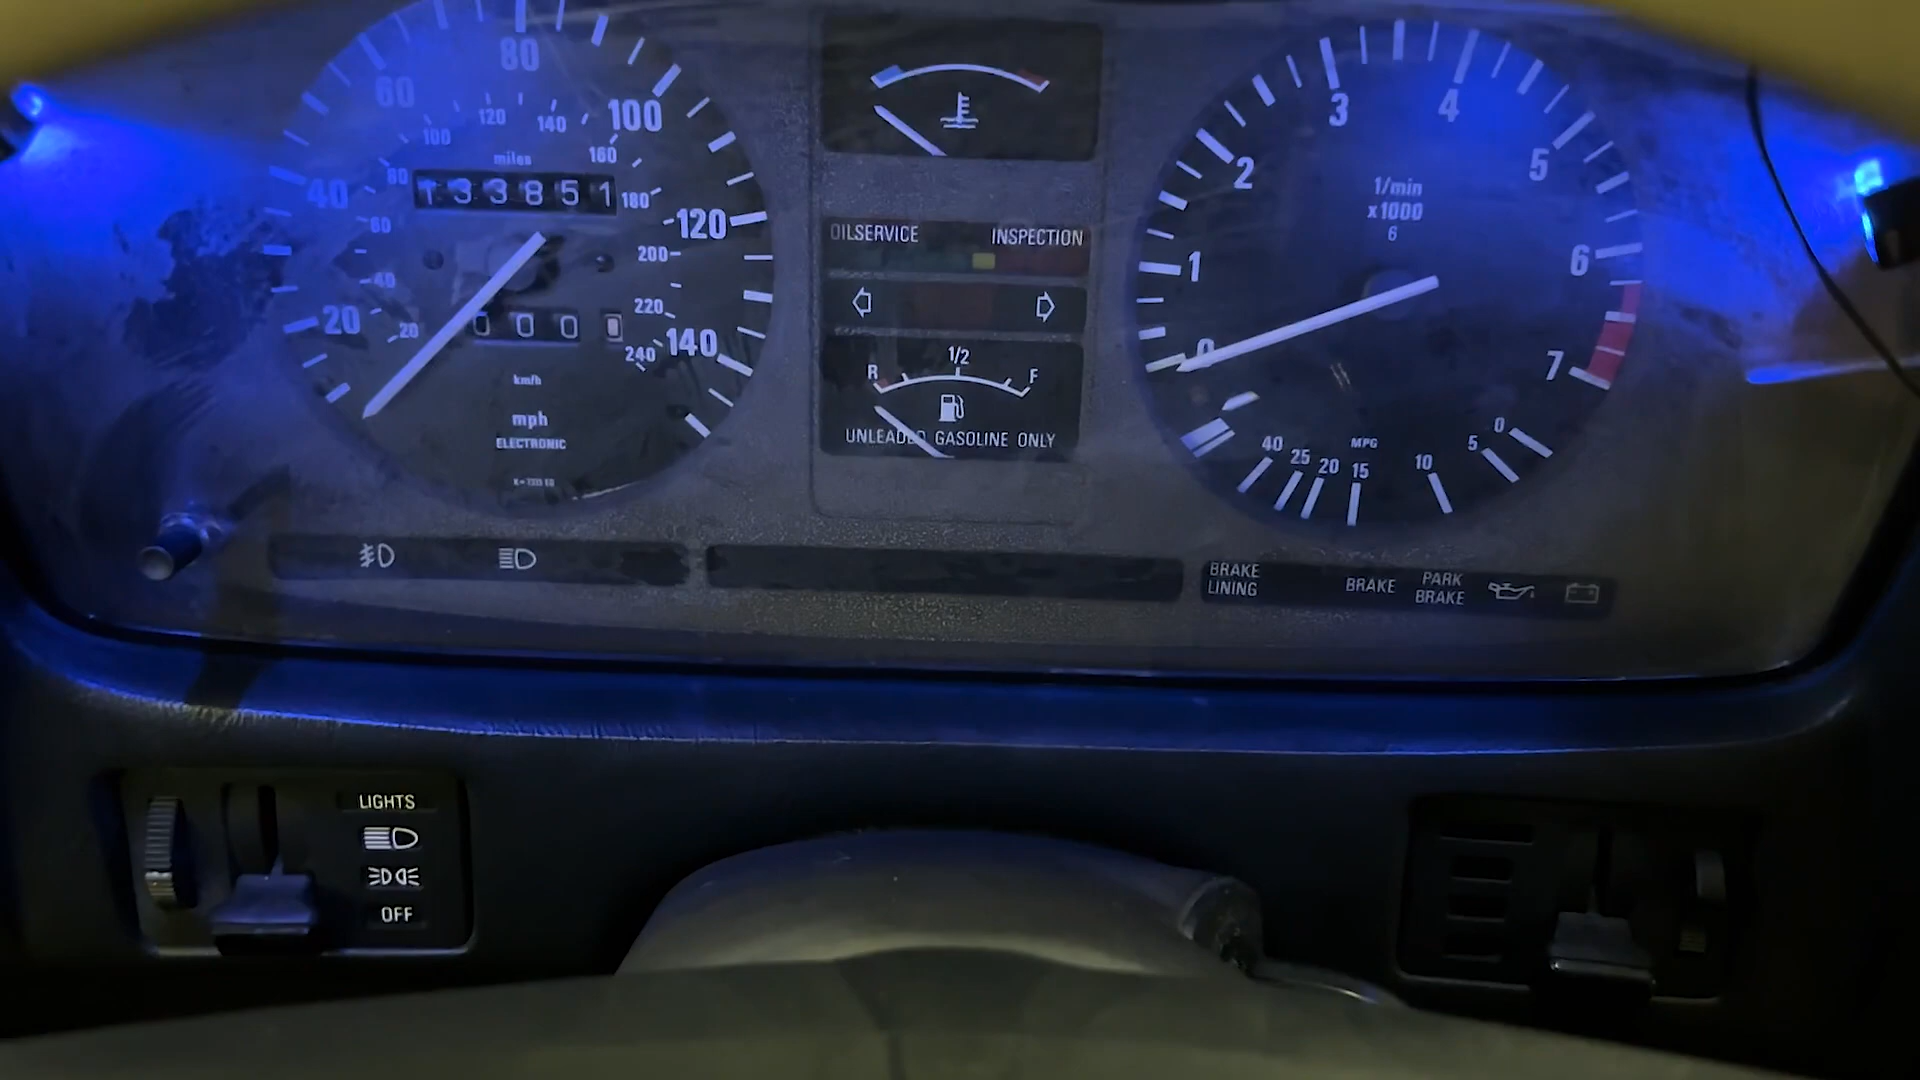 80
60
100
120
140
100
miles
160
80
40
133851
180
120
60
200
40
220
20
20
000
140
240
km/h
mph
ELECTRONIC
OILSERVICE INSPECTION
1/2
R F
UNLEADED GASOLINE ONLY
3 4
2 5
1/min
x1000
6
1 6
0 7
40 25 20 15 MPG 10 5 0
BRAKE
LINING
BRAKE
PARK
BRAKE
LIGHTS
OFF